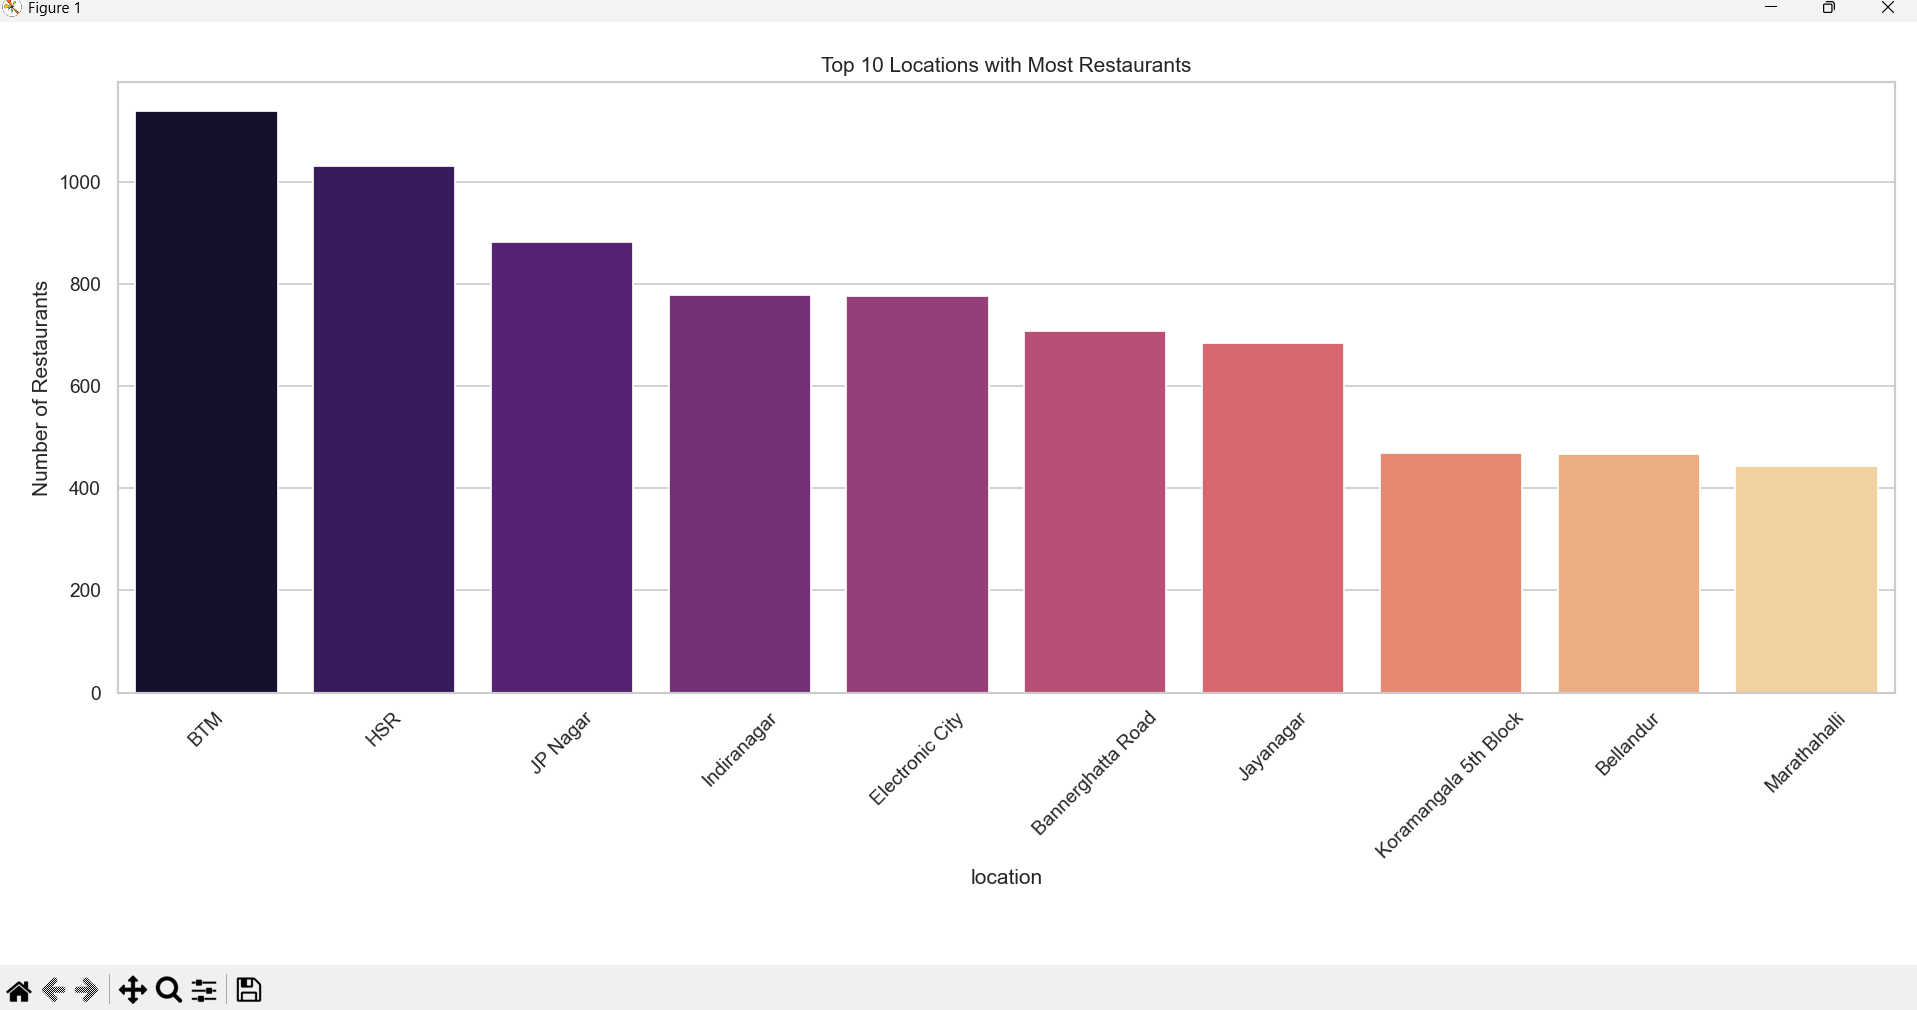 Figure 1
Top 10 Locations with Most Restaurants
Number of Restaurants
1000
800
600
400
200
0
BTM
HSR
JP Nagar
Indiranagar
Electronic City
Bannerghatta Road
Jayanagar
Koramangala 5th Block
Bellandur
Marathahalli
location